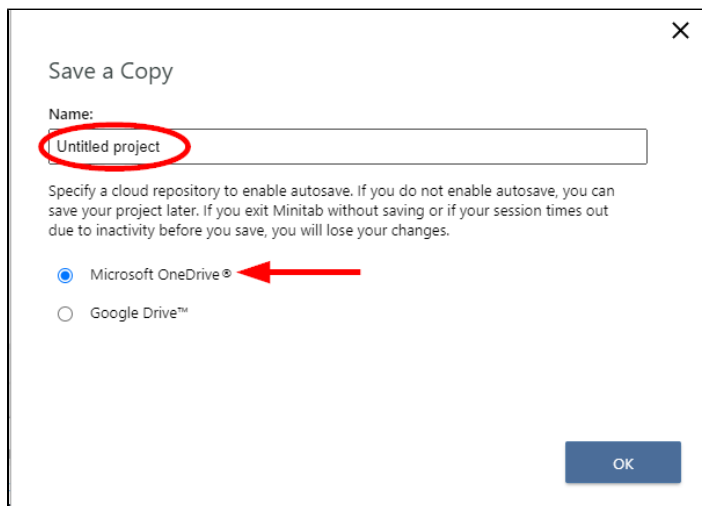 Save a Copy
Name:
Untitled project
Specify a cloud repository to enable autosave. If you do not enable autosave, you can
save your project later. If you exit Minitab without saving or if your session times out
due to inactivity before you save, you will lose your changes.
Microsoft OneDrive®
Google Drive™
OK